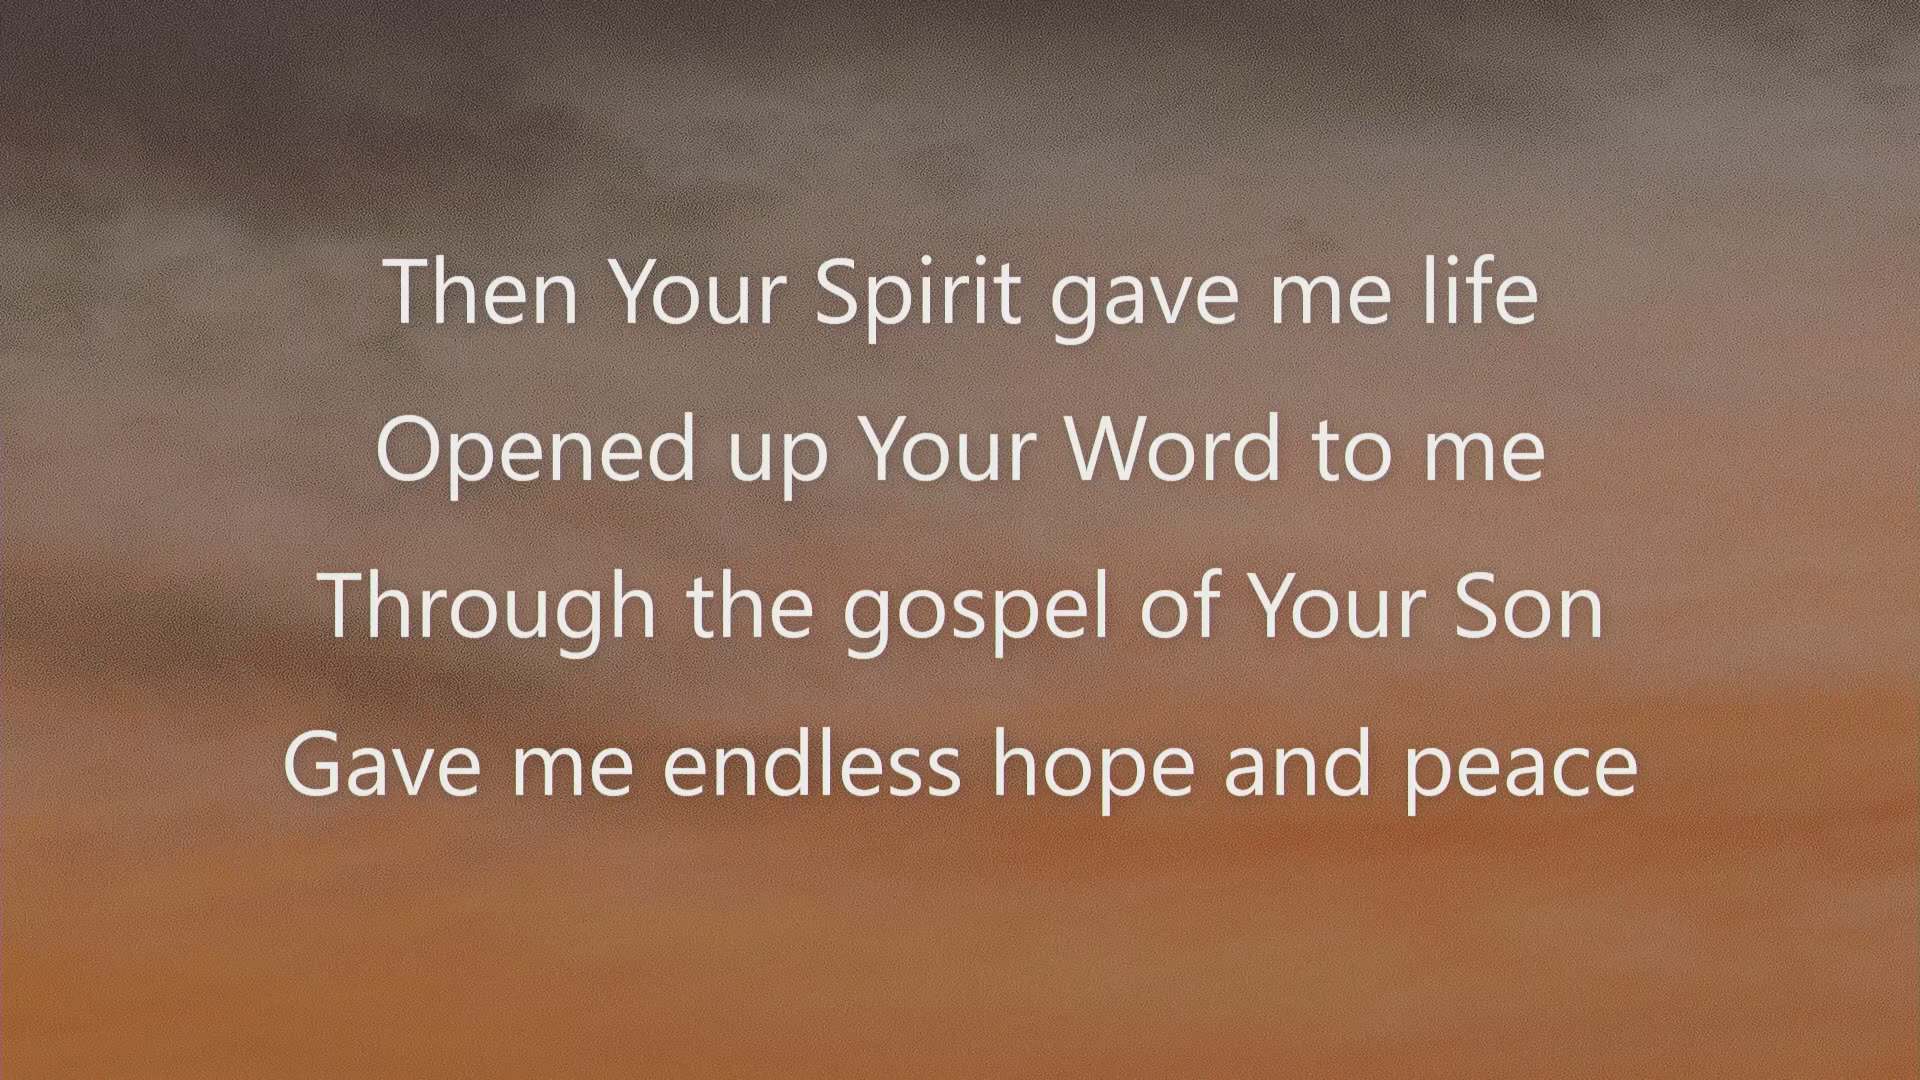 Then Your Spirit gave me life
Opened up Your Word to me
Through the gospel of Your Son
Gave me endless hope and peace